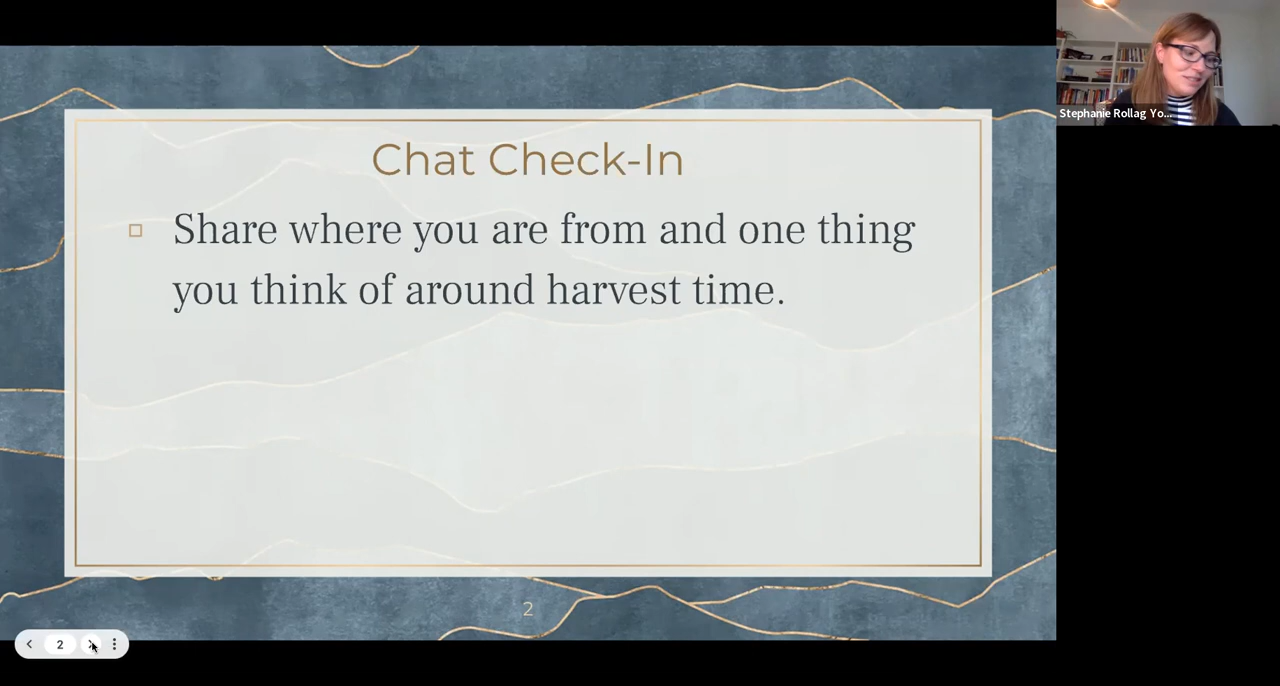 Chat Check-In
Share where you are from and one thing
you think of around harvest time.
2
2
Stephanie Rollag Yo...